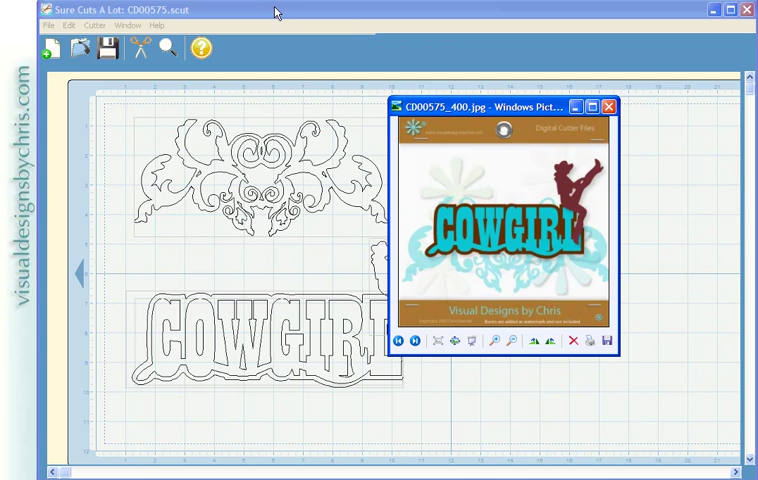 Sure Cuts A Lot: CD00575.scut
File Edit Cutter Window Help
visualdesignsbychris.com
CD00575_400.jpg - Windows Pict...
Digital Cutter Files
COWGIRL
Visual Designs by Chris
COWGIRL